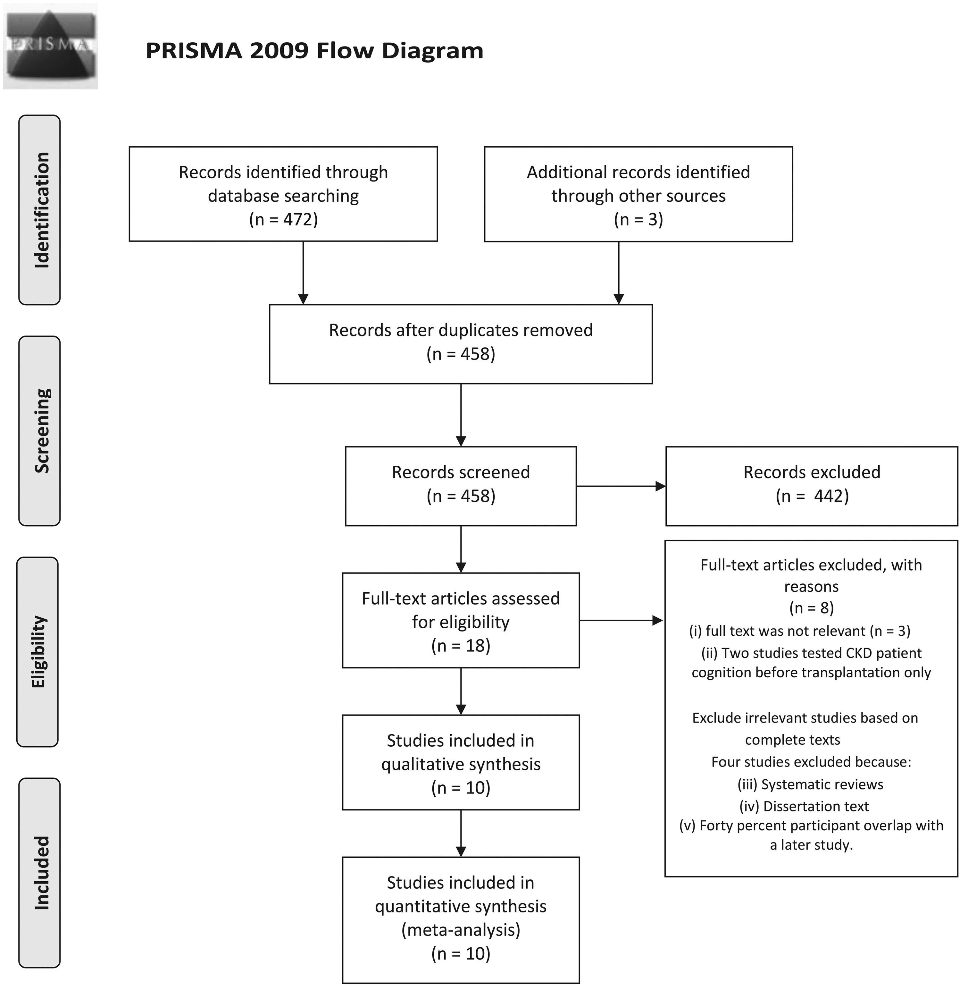 PRISMA
PRISMA 2009 Flow Diagram
Identification
Records identified through
database searching
(n = 472)
Additional records identified
through other sources
(n = 3)
Records after duplicates removed
(n = 458)
Screening
Records screened
(n = 458)
Records excluded
(n =  442)
Eligibility
Full-text articles assessed
for eligibility
(n = 18)
Full-text articles excluded, with
reasons
(n = 8)
(i) full text was not relevant (n = 3)
(ii) Two studies tested CKD patient
cognition before transplantation only
Exclude irrelevant studies based on
complete texts
Four studies excluded because:
(iii) Systematic reviews
(iv) Dissertation text
(v) Forty percent participant overlap with
a later study.
Studies included in
qualitative synthesis
(n = 10)
Included
Studies included in
quantitative synthesis
(meta-analysis)
(n = 10)